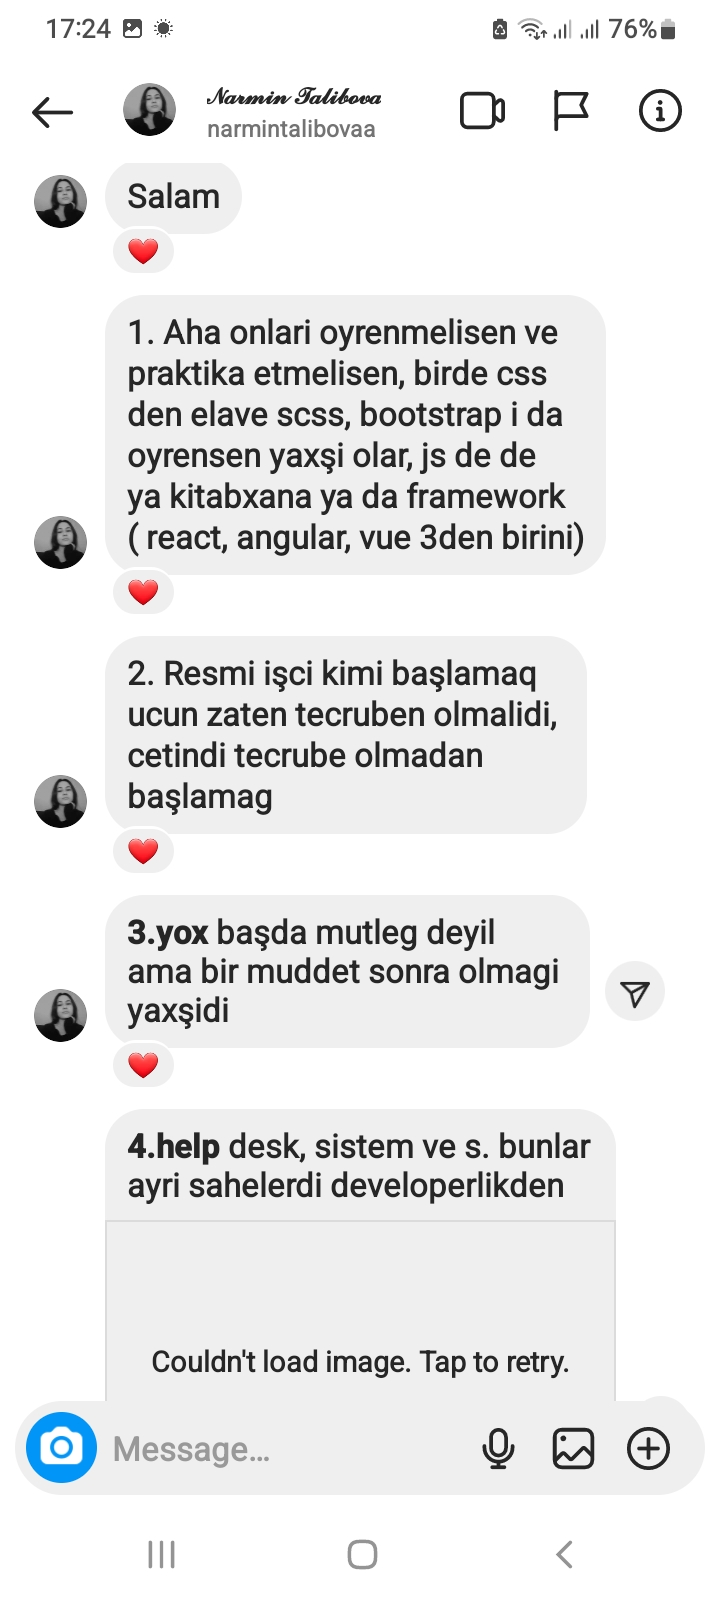 17:24
76%
Narmin Talibova
narmintalibovaa
Salam
1. Aha onlari oyrenmelisen ve
praktika etmelisen, birde css
den elave scss, bootstrap i da
oyrensen yaxşi olar, js de de
ya kitabxana ya da framework
( react, angular, vue 3den birini)
2. Resmi işci kimi başlamaq
ucun zaten tecruben olmalidi,
cetindi tecrube olmadan
başlamag
3.yox başda mutleg deyil
ama bir muddet sonra olmagi
yaxşidi
4.help desk, sistem ve s. bunlar
ayri sahelerdi developerlikden
Couldn't load image. Tap to retry.
Message...